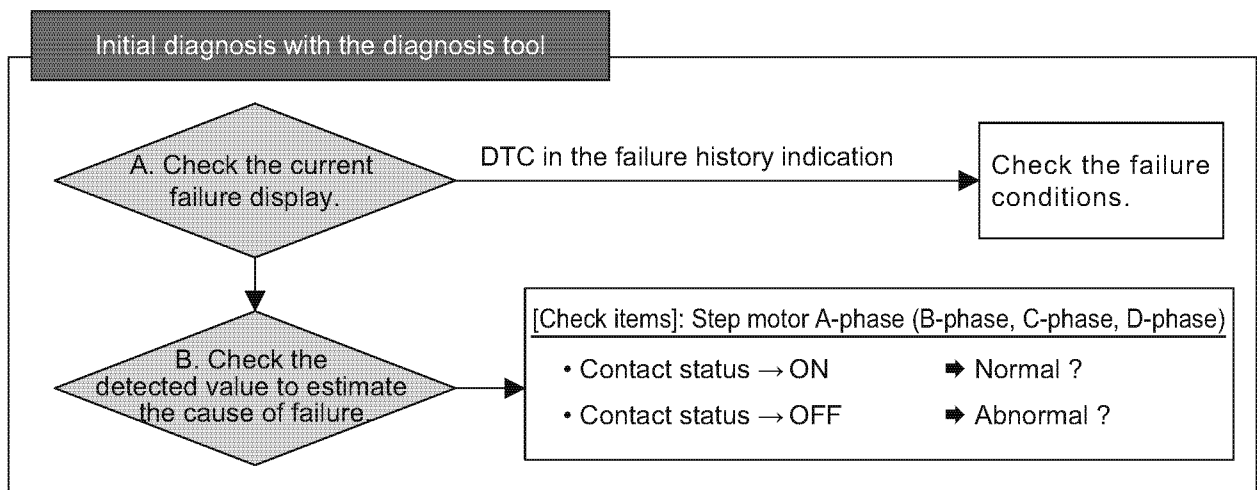 Initial diagnosis with the diagnosis tool
A. Check the current
failure display.
DTC in the failure history indication
Check the failure
conditions.
B. Check the
detected value to estimate
the cause of failure.
[Check items]: Step motor A-phase (B-phase, C-phase, D-phase)
• Contact status → ON ➡ Normal ?
• Contact status → OFF ➡ Abnormal ?